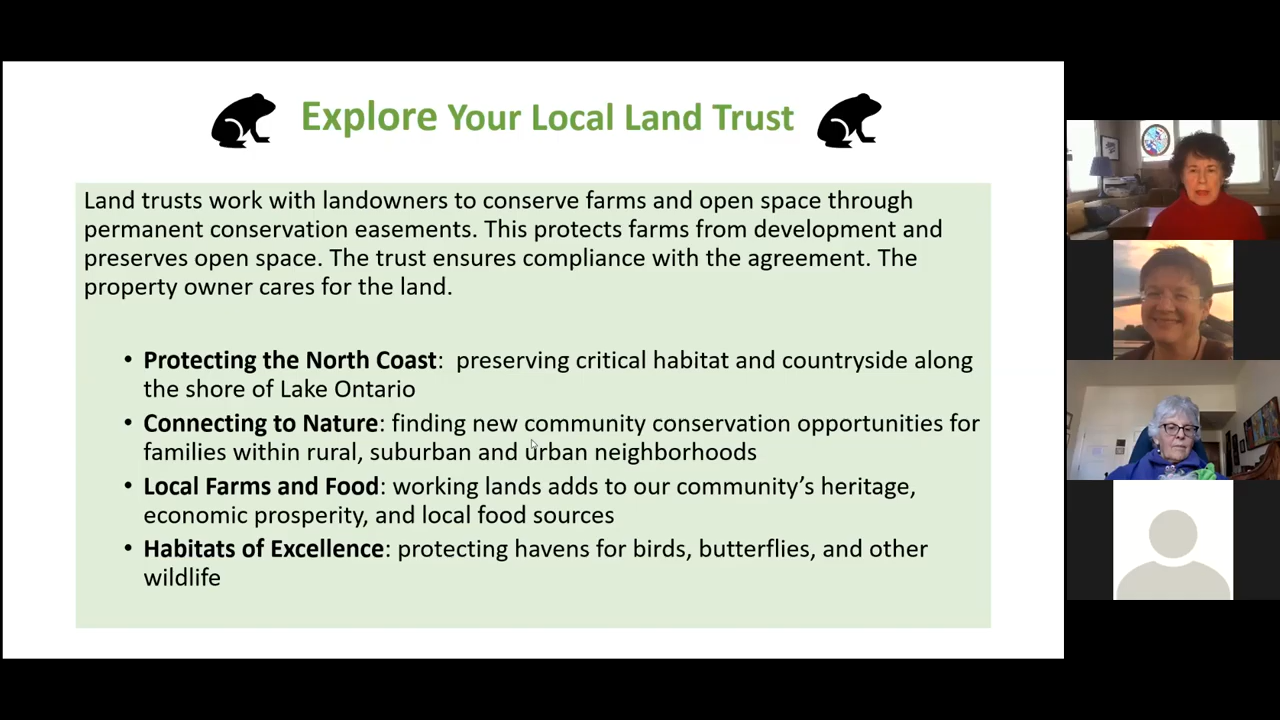 Explore Your Local Land Trust
Land trusts work with landowners to conserve farms and open space through
permanent conservation easements. This protects farms from development and
preserves open space. The trust ensures compliance with the agreement. The
property owner cares for the land.
• Protecting the North Coast:  preserving critical habitat and countryside along
the shore of Lake Ontario
• Connecting to Nature: finding new community conservation opportunities for
families within rural, suburban and urban neighborhoods
• Local Farms and Food: working lands adds to our community’s heritage,
economic prosperity, and local food sources
• Habitats of Excellence: protecting havens for birds, butterflies, and other
wildlife